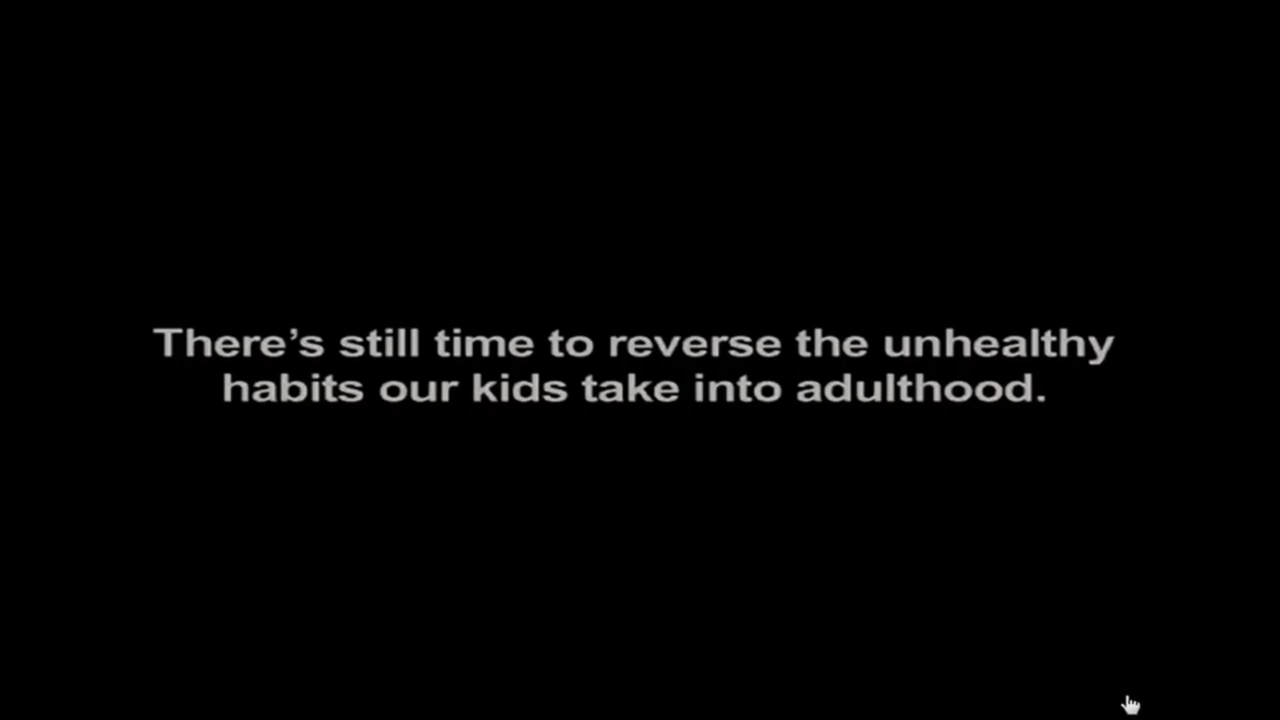 There’s still time to reverse the unhealthy
habits our kids take into adulthood.